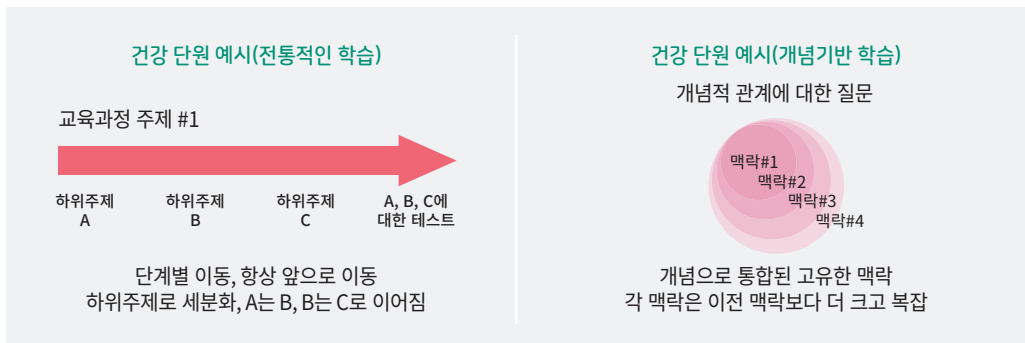 건강 단원 예시(전통적인 학습)
교육과정 주제 #1
하위주제
A
하위주제
B
하위주제
C
A, B, C에
대한 테스트
단계별 이동, 항상 앞으로 이동
하위주제로 세분화, A는 B, B는 C로 이어짐
건강 단원 예시(개념기반 학습)
개념적 관계에 대한 질문
맥락#1
맥락#2
맥락#3
맥락#4
개념으로 통합된 고유한 맥락
각 맥락은 이전 맥락보다 더 크고 복잡